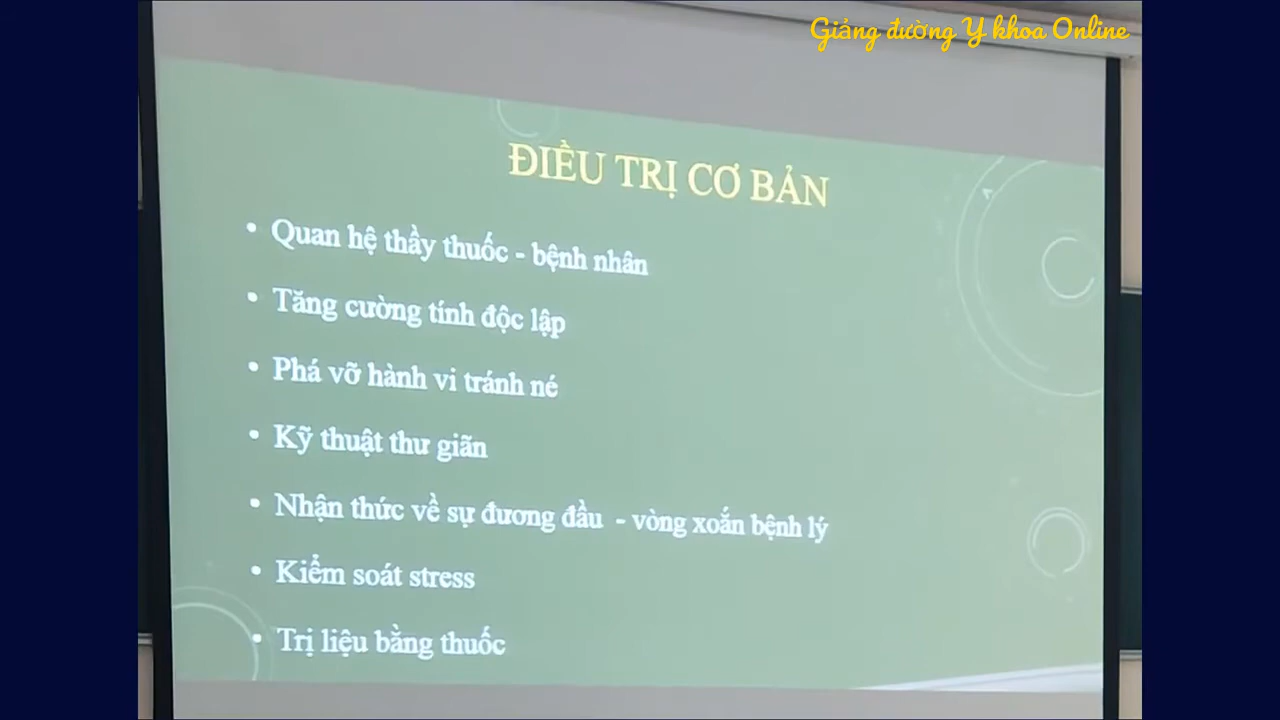 Giảng đường Y khoa Online
ĐIỀU TRỊ CƠ BẢN
• Quan hệ thầy thuốc - bệnh nhân
• Tăng cường tính độc lập
• Phá vỡ hành vi tránh né
• Kỹ thuật thư giãn
• Nhận thức về sự đương đầu - vòng xoắn bệnh lý
• Kiểm soát stress
• Trị liệu bằng thuốc